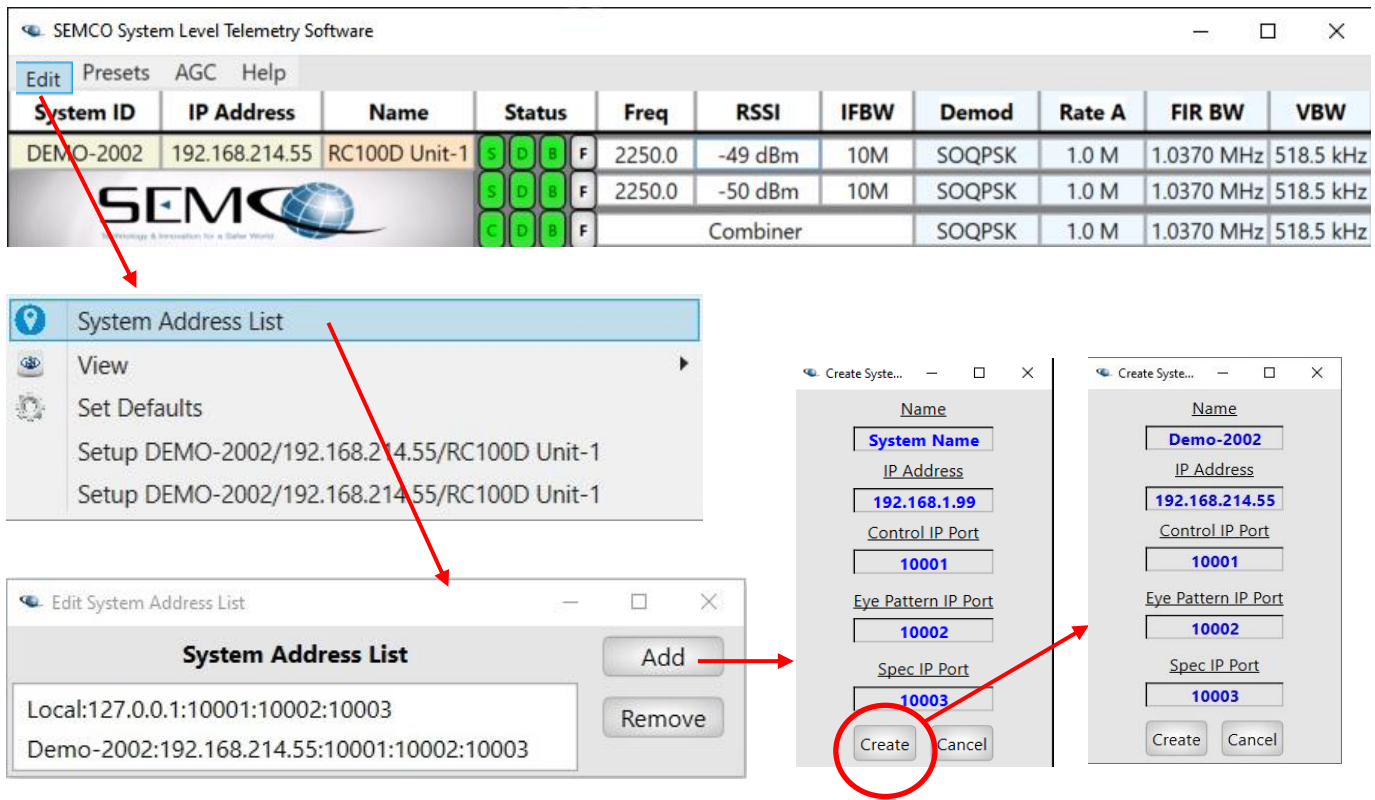 SEMCO System Level Telemetry Software
Edit Presets AGC Help
System ID IP Address Name Status Freq RSSI IFBW Demod Rate A FIR BW VBW
DEMO-2002 192.168.214.55 RC100D Unit-1 S D B F 2250.0 -49 dBm 10M SOQPSK 1.0 M 1.0370 MHz 518.5 kHz
SEMCO S D B F 2250.0 -50 dBm 10M SOQPSK 1.0 M 1.0370 MHz 518.5 kHz
Technology & Innovation for a Safer World C D B F Combiner SOQPSK 1.0 M 1.0370 MHz 518.5 kHz
System Address List
View
Set Defaults
Setup DEMO-2002/192.168.214.55/RC100D Unit-1
Setup DEMO-2002/192.168.214.55/RC100D Unit-1
Edit System Address List
System Address List
Add
Local:127.0.0.1:10001:10002:10003
Demo-2002:192.168.214.55:10001:10002:10003
Remove
Create Syste...
Name
System Name
IP Address
192.168.1.99
Control IP Port
10001
Eye Pattern IP Port
10002
Spec IP Port
10003
Create Cancel
Create Syste...
Name
Demo-2002
IP Address
192.168.214.55
Control IP Port
10001
Eye Pattern IP Port
10002
Spec IP Port
10003
Create Cancel